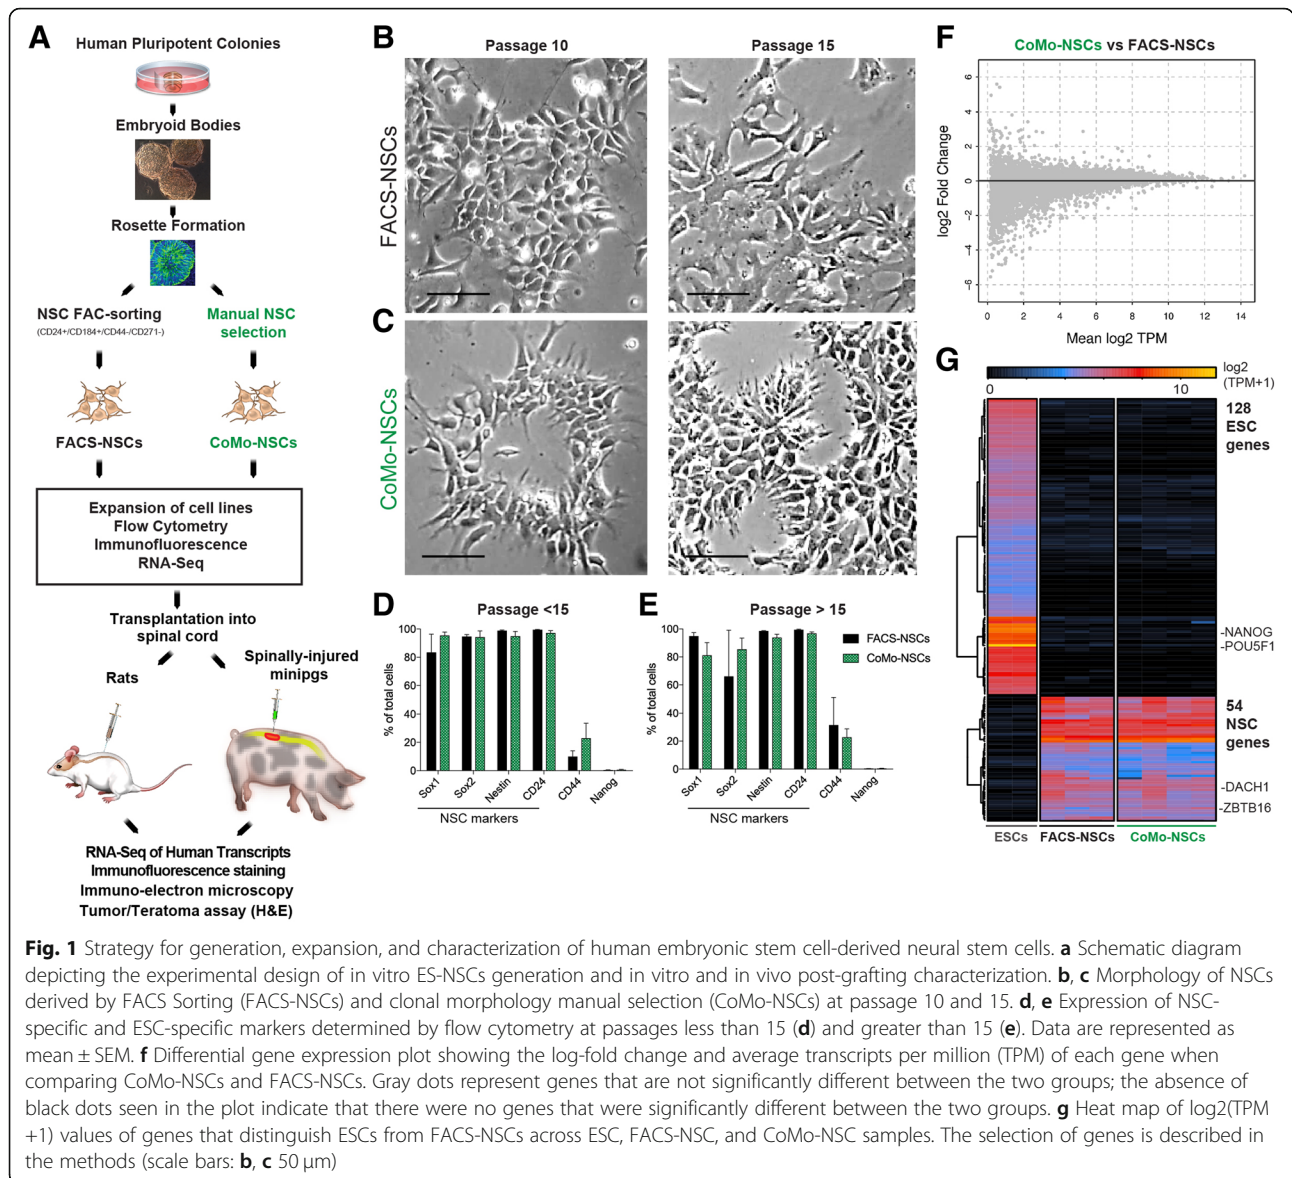 A
Human Pluripotent Colonies
Embryoid Bodies
Rosette Formation
NSC FAC-sorting
(CD24+/CD184+/CD44-/CD271-)
Manual NSC
selection
FACS-NSCs
CoMo-NSCs
Expansion of cell lines
Flow Cytometry
Immunofluorescence
RNA-Seq
Transplantation into
spinal cord
Rats
Spinally-injured
minipgs
RNA-Seq of Human Transcripts
Immunofluorescence staining
Immuno-electron microscopy
Tumor/Teratoma assay (H&E)
B
Passage 10
Passage 15
FACS-NSCs
C
CoMo-NSCs
D
Passage <15
% of total cells
100
80
60
40
20
0
Sox1
Sox2
Nestin
CD24
CD44
Nanog
NSC markers
E
Passage > 15
% of total cells
100
80
60
40
20
0
FACS-NSCs
CoMo-NSCs
Sox1
Sox2
Nestin
CD24
CD44
Nanog
NSC markers
F
CoMo-NSCs vs FACS-NSCs
log2 Fold Change
6
4
2
0
-2
-4
-6
0 2 4 6 8 10 12 14
Mean log2 TPM
G
log2
(TPM+1)
0 10
128
ESC
genes
-NANOG
-POU5F1
54
NSC
genes
-DACH1
-ZBTB16
ESCs FACS-NSCs CoMo-NSCs
Fig. 1 Strategy for generation, expansion, and characterization of human embryonic stem cell-derived neural stem cells. a Schematic diagram
depicting the experimental design of in vitro ES-NSCs generation and in vitro and in vivo post-grafting characterization. b, c Morphology of NSCs
derived by FACS Sorting (FACS-NSCs) and clonal morphology manual selection (CoMo-NSCs) at passage 10 and 15. d, e Expression of NSC-
specific and ESC-specific markers determined by flow cytometry at passages less than 15 (d) and greater than 15 (e). Data are represented as
mean ± SEM. f Differential gene expression plot showing the log-fold change and average transcripts per million (TPM) of each gene when
comparing CoMo-NSCs and FACS-NSCs. Gray dots represent genes that are not significantly different between the two groups; the absence of
black dots seen in the plot indicate that there were no genes that were significantly different between the two groups. g Heat map of log2(TPM
+1) values of genes that distinguish ESCs from FACS-NSCs across ESC, FACS-NSC, and CoMo-NSC samples. The selection of genes is described in
the methods (scale bars: b, c 50 μm)